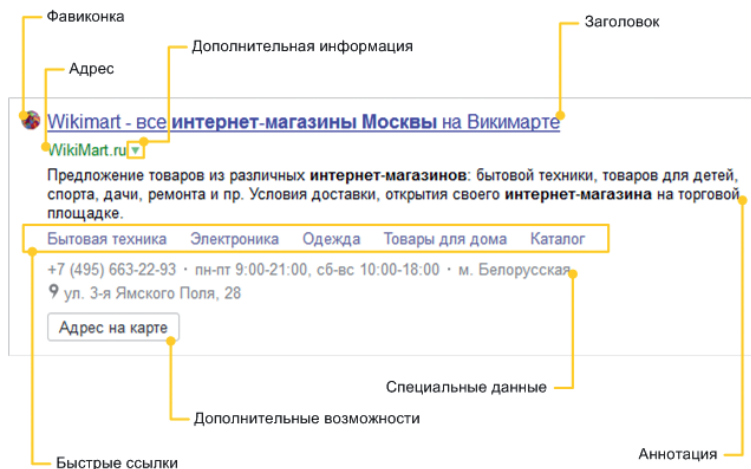 Фавиконка
Заголовок
Дополнительная информация
Адрес
Wikimart - все интернет-магазины Москвы на Викимарте
WikiMart.ru
Предложение товаров из различных интернет-магазинов: бытовой техники, товаров для детей,
спорта, дачи, ремонта и пр. Условия доставки, открытия своего интернет-магазина на торговой
площадке.
Бытовая техника Электроника Одежда Товары для дома Каталог
+7 (495) 663-22-93 · пн-пт 9:00-21:00, сб-вс 10:00-18:00 · м. Белорусская
ул. 3-я Ямского Поля, 28
Адрес на карте
Специальные данные
Дополнительные возможности
Аннотация
Быстрые ссылки